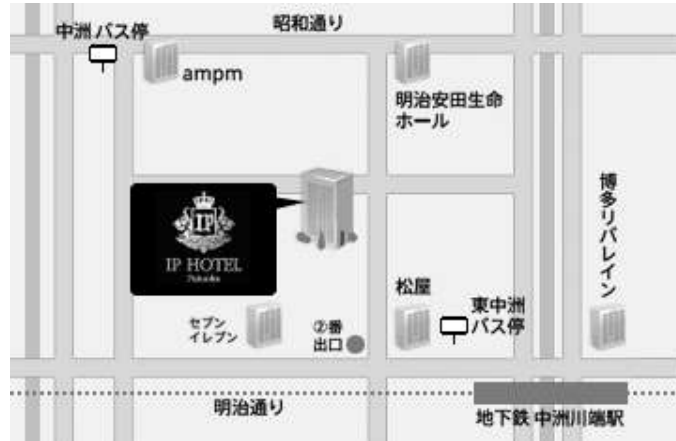 昭和通り
中洲 バス停
ampm
明治安田生命
ホール
博多リバレイン
IP
IP HOTEL
Fukuoka
松屋
東中洲
バス停
セブン
イレブン
②番
出口
明治通り
地下鉄 中洲川端駅